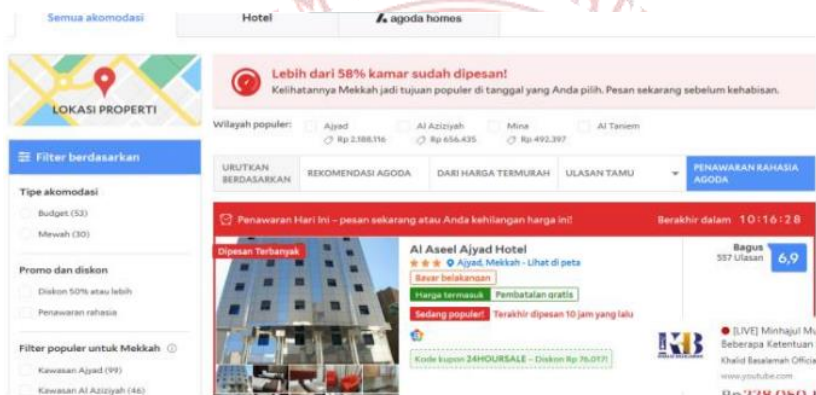 Semua akomodasi
Hotel
agoda homes
LOKASI PROPERTI
Lebih dari 58% kamar sudah dipesan!
Kelihatannya Mekkah jadi tujuan populer di tanggal yang Anda pilih. Pesan sekarang sebelum kehabisan.
Wilayah populer:
Ajyad
Rp 2.188.116
Al Aziziyah
Rp 656.435
Mina
Rp 492.397
Al Taniem
Filter berdasarkan
URUTKAN BERDASARKAN
REKOMENDASI AGODA
DARI HARGA TERMURAH
ULASAN TAMU
PENAWARAN RAHASIA AGODA
Tipe akomodasi
Budget (53)
Mewah (30)
Promo dan diskon
Diskon 50% atau lebih
Penawaran rahasia
Filter populer untuk Mekkah
Kawasan Ajyad (99)
Kawasan Al Aziziyah (46)
Penawaran Hari Ini – pesan sekarang atau Anda kehilangan harga ini!
Berakhir dalam 10:16:28
Dipesan Terbanyak
Al Aseel Ajyad Hotel
Ajyad, Mekkah - Lihat di peta
Bayar belakangan
Harga termasuk
Pembatalan gratis
Sedang populer!
Terakhir dipesan 10 jam yang lalu
Kode kupon 24HOURSALE – Diskon Rp 76.017!
Bagus
557 Ulasan
6,9
[LIVE] Minhajul Mu
Beberapa Ketentuan
Khalid Basalamah Officia
www.youtube.com